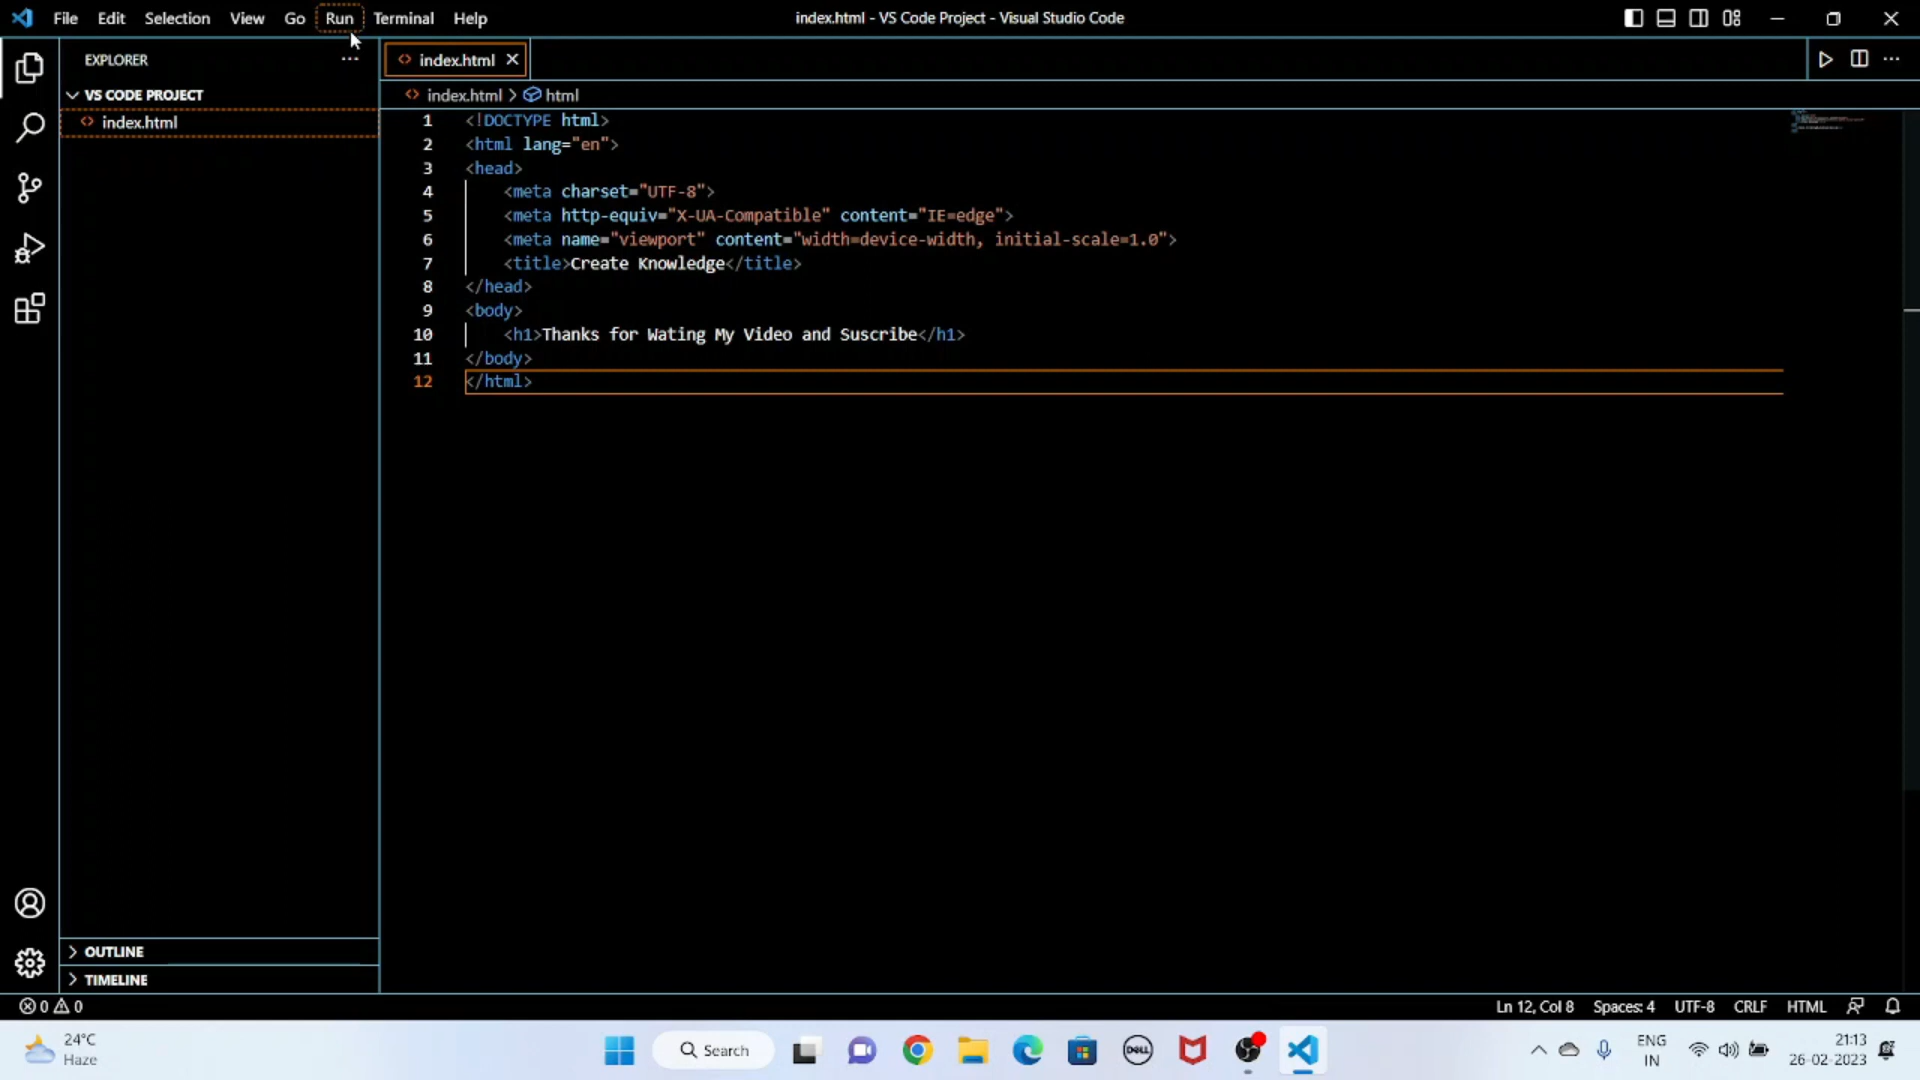 File Edit Selection View Go Run Terminal Help
index.html - VS Code Project - Visual Studio Code
EXPLORER
VS CODE PROJECT
index.html
index.html
index.html > html
1 <!DOCTYPE html>
2 <html lang="en">
3 <head>
4 <meta charset="UTF-8">
5 <meta http-equiv="X-UA-Compatible" content="IE=edge">
6 <meta name="viewport" content="width=device-width, initial-scale=1.0">
7 <title>Create Knowledge</title>
8 </head>
9 <body>
10 <h1>Thanks for Wating My Video and Suscribe</h1>
11 </body>
12 </html>
OUTLINE
TIMELINE
0 0
Ln 12, Col 8 Spaces: 4 UTF-8 CRLF HTML
24°C
Haze
Search
DELL
ENG
IN
21:13
26-02-2023